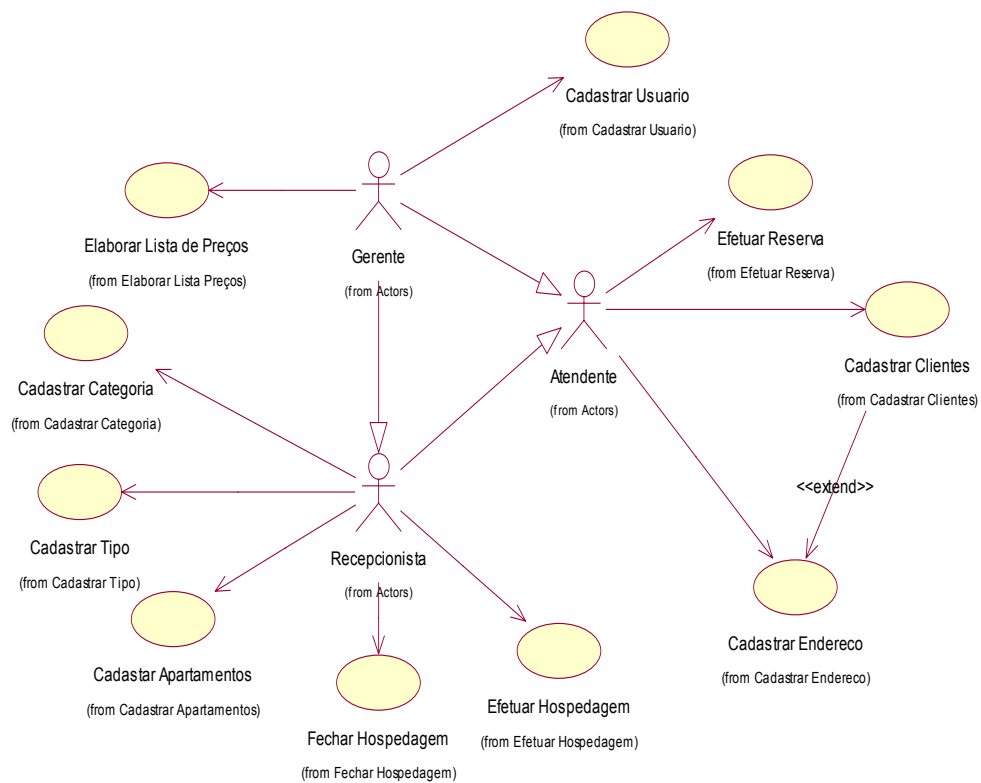 Cadastrar Usuario
(from Cadastrar Usuario)
Elaborar Lista de Preços
(from Elaborar Lista Preços)
Gerente
(from Actors)
Efetuar Reserva
(from Efetuar Reserva)
Atendente
(from Actors)
Cadastrar Clientes
(from Cadastrar Clientes)
Cadastrar Categoria
(from Cadastrar Categoria)
<<extend>>
Cadastrar Tipo
(from Cadastrar Tipo)
Recepcionista
(from Actors)
Cadastrar Endereco
(from Cadastrar Endereco)
Cadastar Apartamentos
(from Cadastrar Apartamentos)
Efetuar Hospedagem
(from Efetuar Hospedagem)
Fechar Hospedagem
(from Fechar Hospedagem)